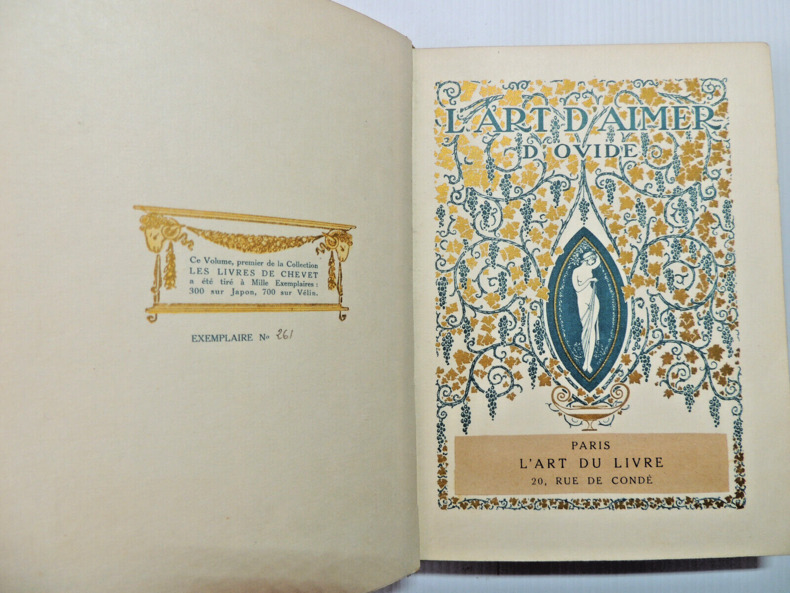 Ce Volume, premier de la Collection
LES LIVRES DE CHEVET
a été tiré à Mille Exemplaires :
300 sur Japon, 700 sur Vélin.
EXEMPLAIRE No 261
L'ART D'AIMER
D'OVIDE
PARIS
L'ART DU LIVRE
20, RUE DE CONDÉ